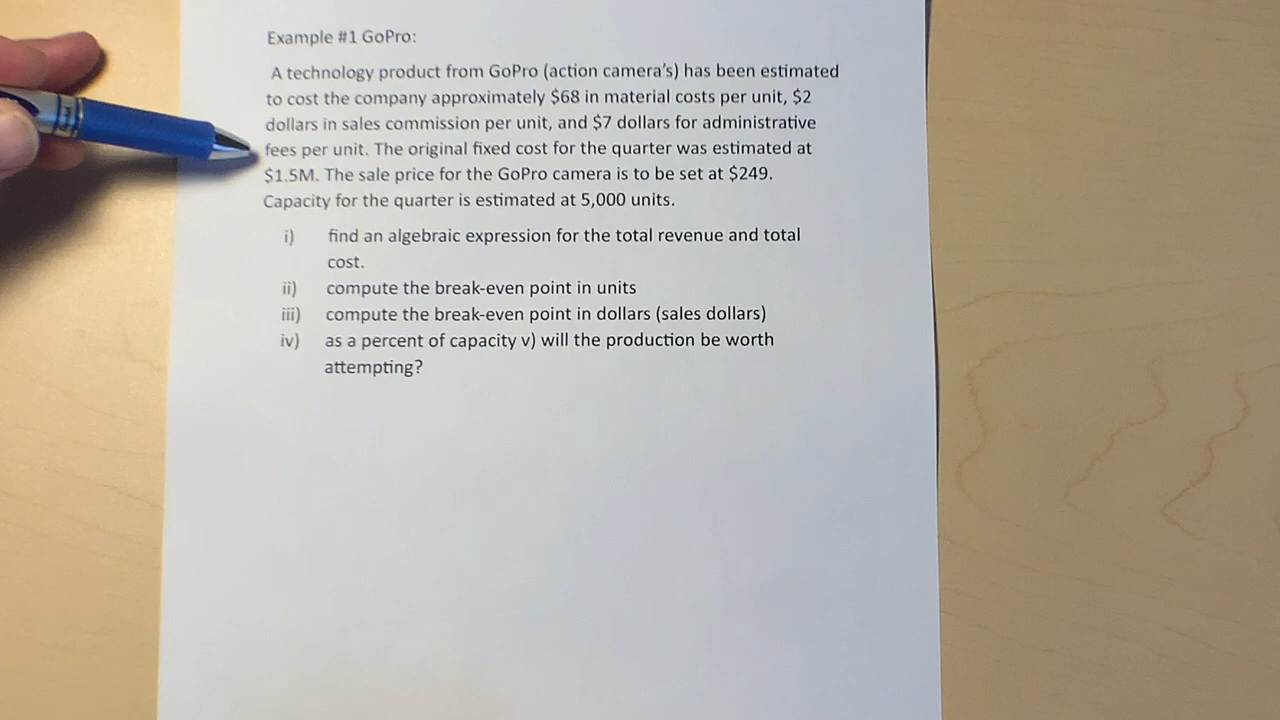 Example #1 GoPro:
A technology product from GoPro (action camera's) has been estimated
to cost the company approximately $68 in material costs per unit, $2
dollars in sales commission per unit, and $7 dollars for administrative
fees per unit. The original fixed cost for the quarter was estimated at
$1.5M. The sale price for the GoPro camera is to be set at $249.
Capacity for the quarter is estimated at 5,000 units.
i) find an algebraic expression for the total revenue and total
cost.
ii) compute the break-even point in units
iii) compute the break-even point in dollars (sales dollars)
iv) as a percent of capacity v) will the production be worth
attempting?